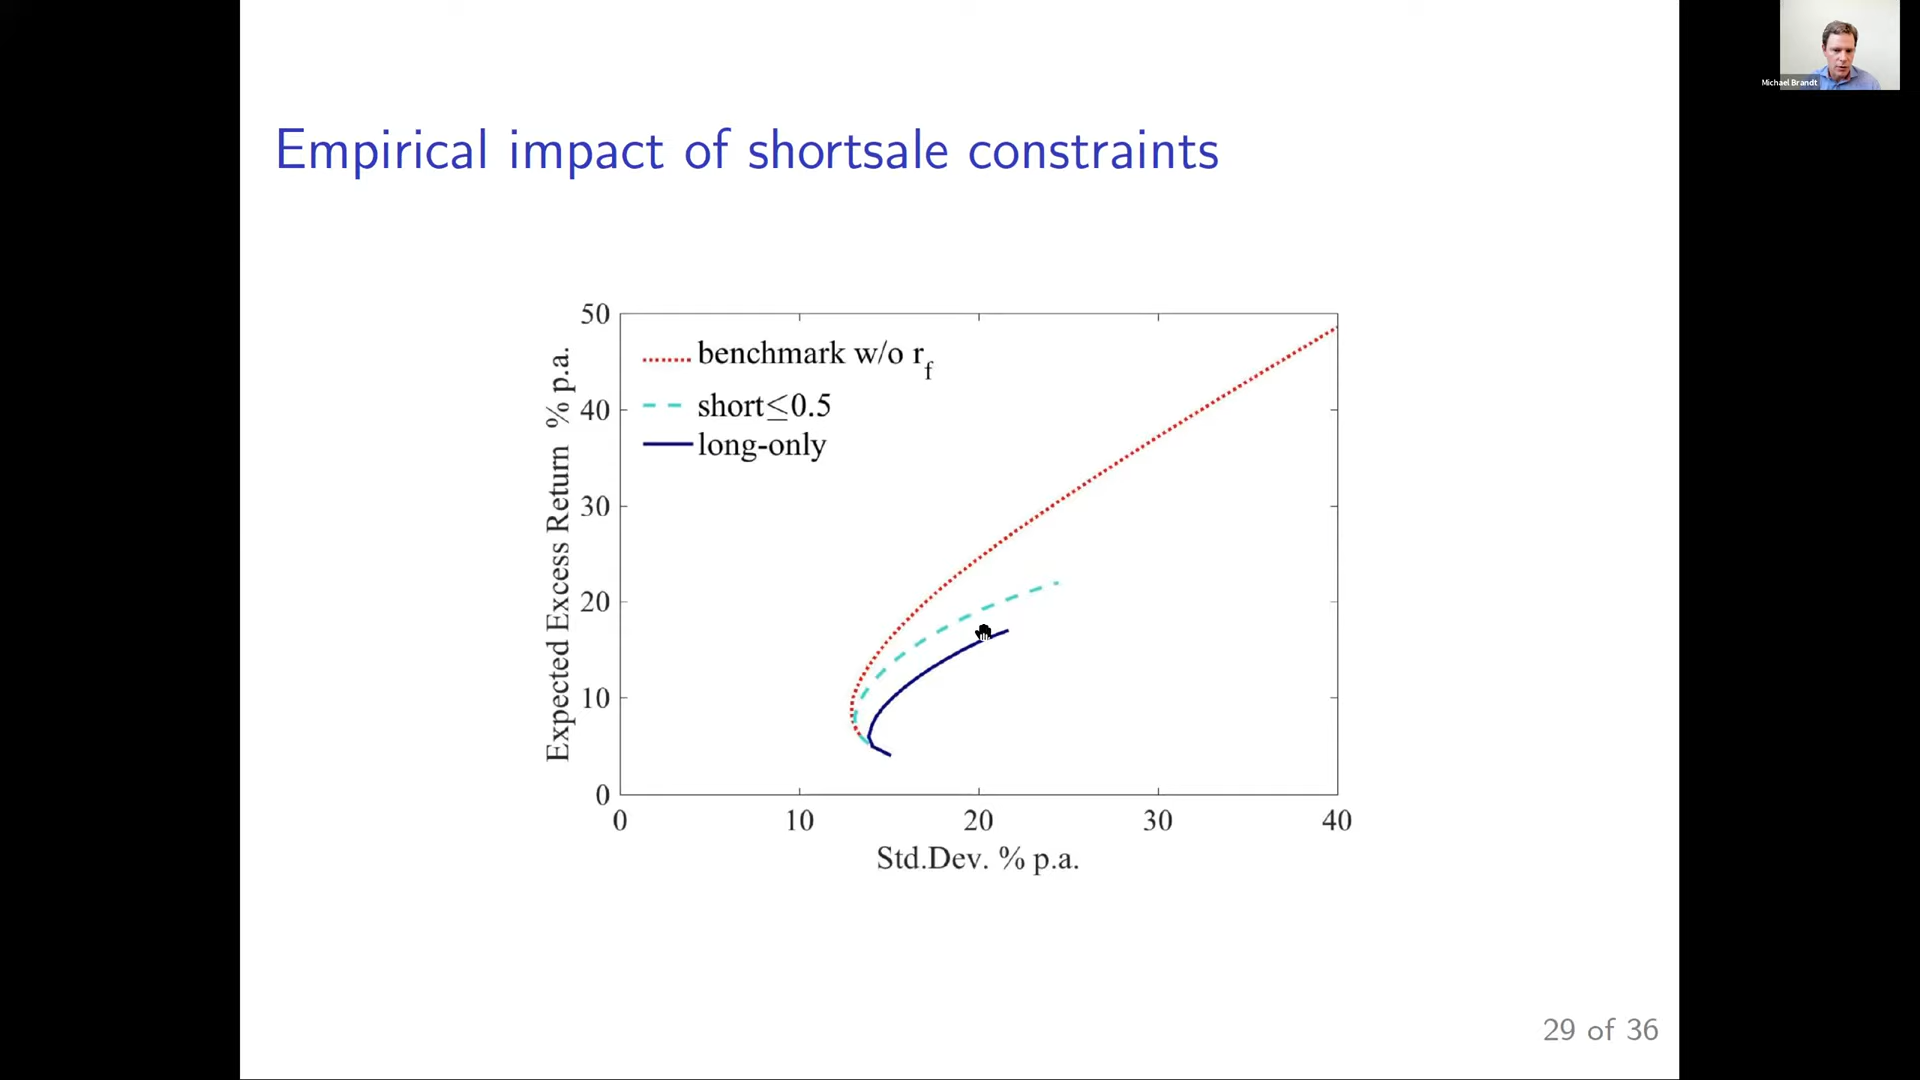 Michael Brandt
Empirical impact of shortsale constraints
Expected Excess Return % p.a.
50
40
30
20
10
0
benchmark w/o r_f
short≤0.5
long-only
0 10 20 30 40
Std.Dev. % p.a.
29 of 36